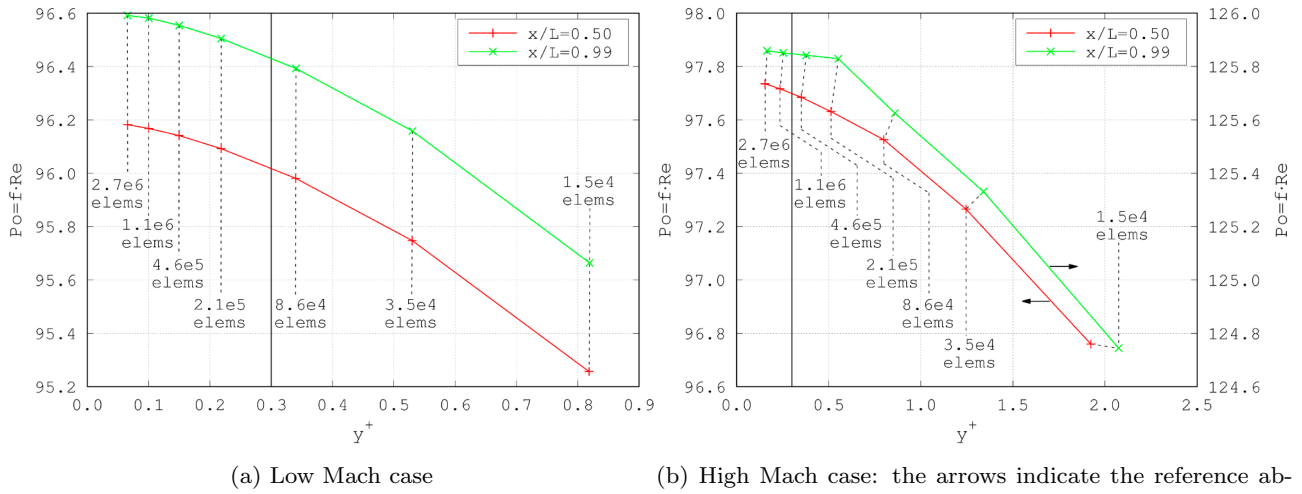 96.6
96.4
96.2
96.0
95.8
95.6
95.4
95.2
Po=f·Re
0.0 0.1 0.2 0.3 0.4 0.5 0.6 0.7 0.8 0.9
y+
x/L=0.50
x/L=0.99
2.7e6
elems
1.1e6
elems
4.6e5
elems
2.1e5
elems
8.6e4
elems
3.5e4
elems
1.5e4
elems
(a) Low Mach case
98.0
97.8
97.6
97.4
97.2
97.0
96.8
96.6
Po=f·Re
0.0 0.5 1.0 1.5 2.0 2.5
y+
126.0
125.8
125.6
125.4
125.2
125.0
124.8
124.6
Po=f·Re
x/L=0.50
x/L=0.99
2.7e6
elems
1.1e6
elems
4.6e5
elems
2.1e5
elems
8.6e4
elems
3.5e4
elems
1.5e4
elems
(b) High Mach case: the arrows indicate the reference ab-